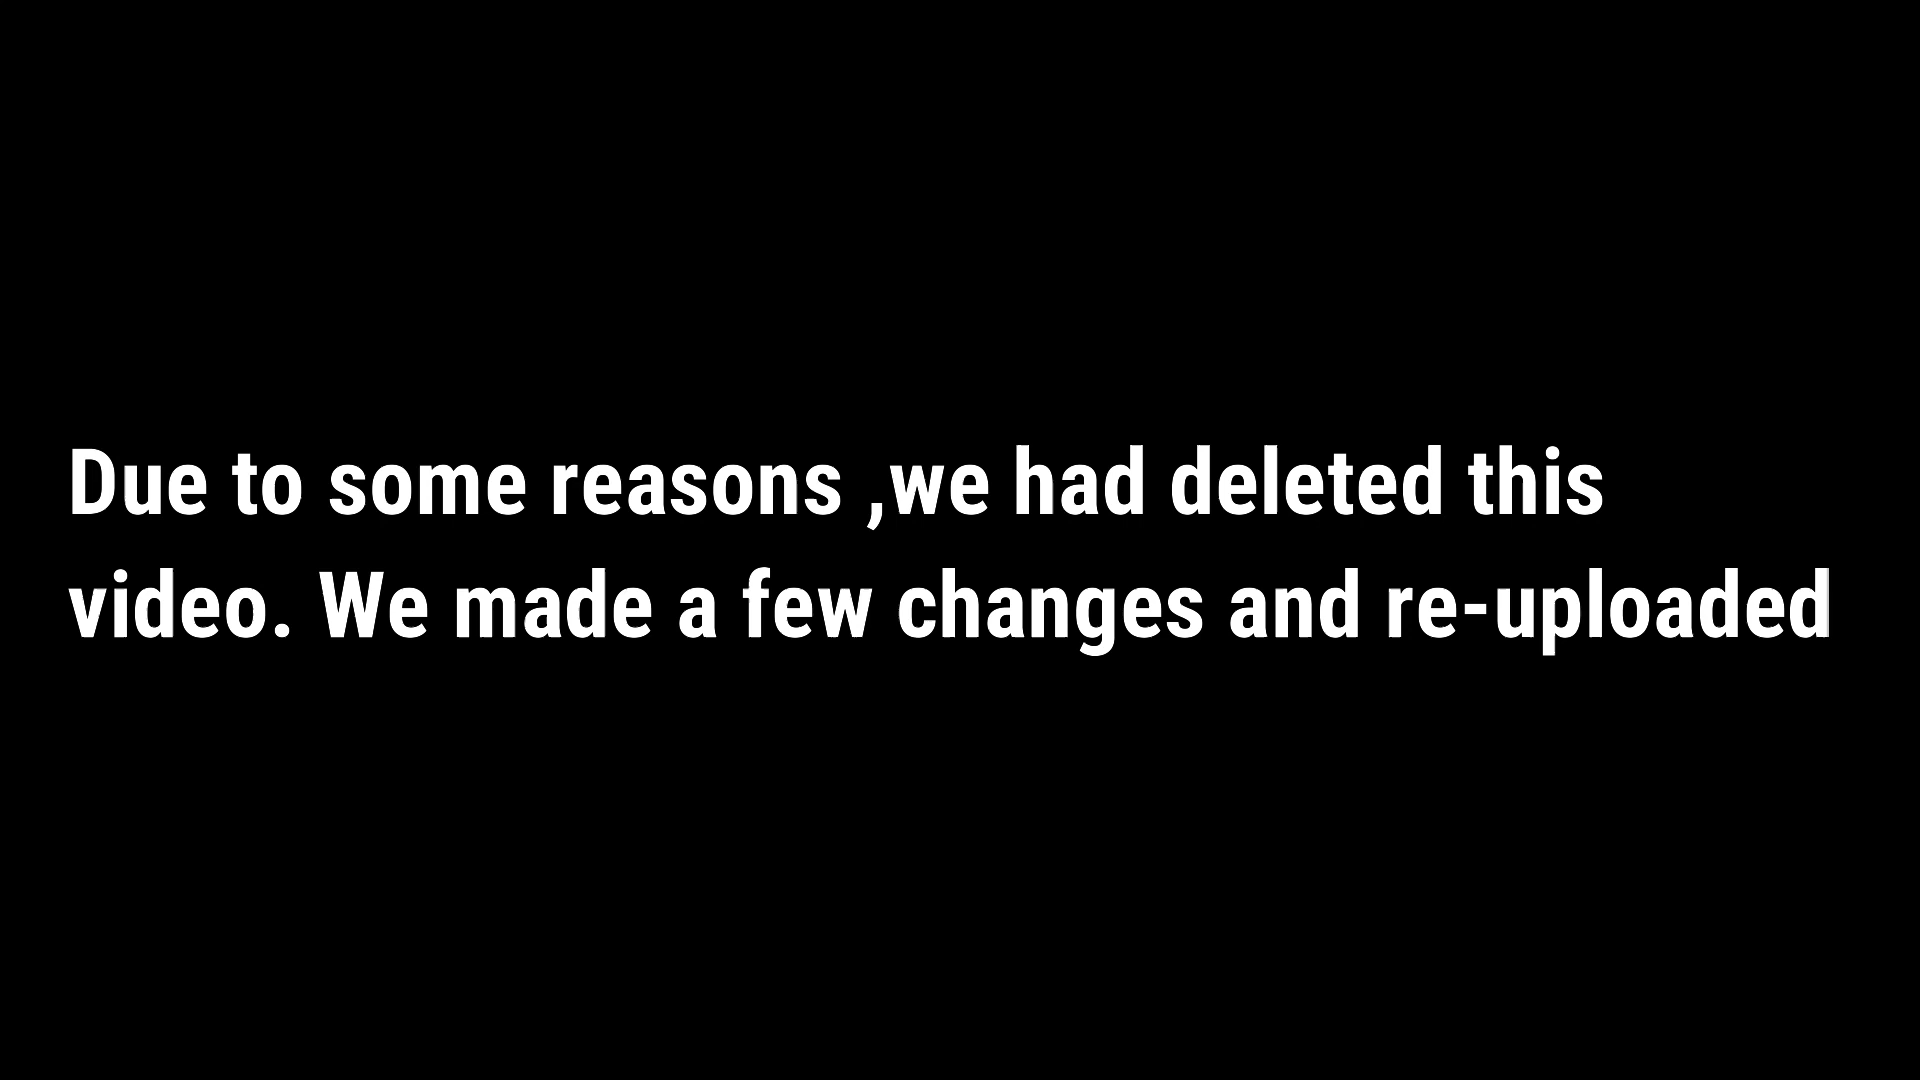 Due to some reasons ,we had deleted this
video. We made a few changes and re-uploaded